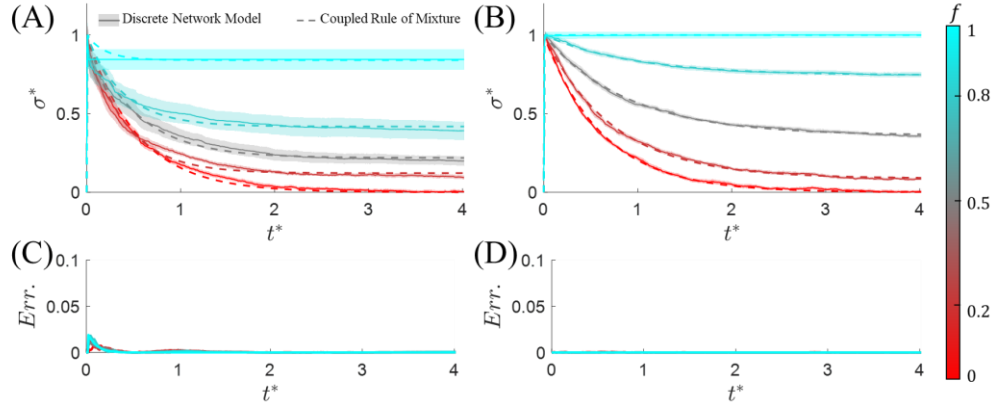 (A) Discrete Network Model Coupled Rule of Mixture (B) f
1 1 1
σ* 0.5 σ* 0.5 0.8
0 0
0 1 2 3 4 0 1 2 3 4
t* t* 0.5
(C) (D)
0.1 0.1
Err. 0.05 Err. 0.05 0.2
0 0 0
0 1 2 3 4 0 1 2 3 4
t* t*